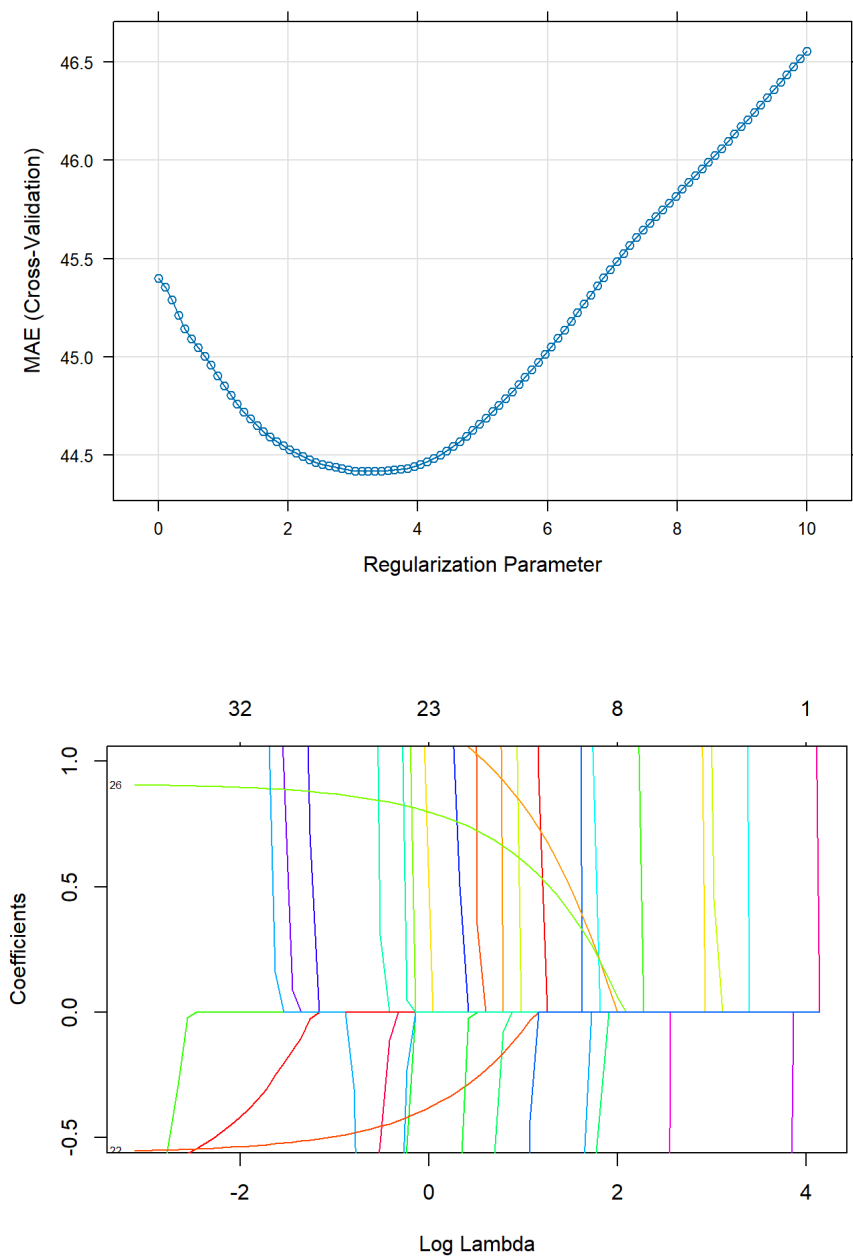 46.5
46.0
45.5
45.0
44.5
MAE (Cross-Validation)
0 2 4 6 8 10
Regularization Parameter
32 23 8 1
1.0
0.5
0.0
-0.5
Coefficients
26
22
-2 0 2 4
Log Lambda